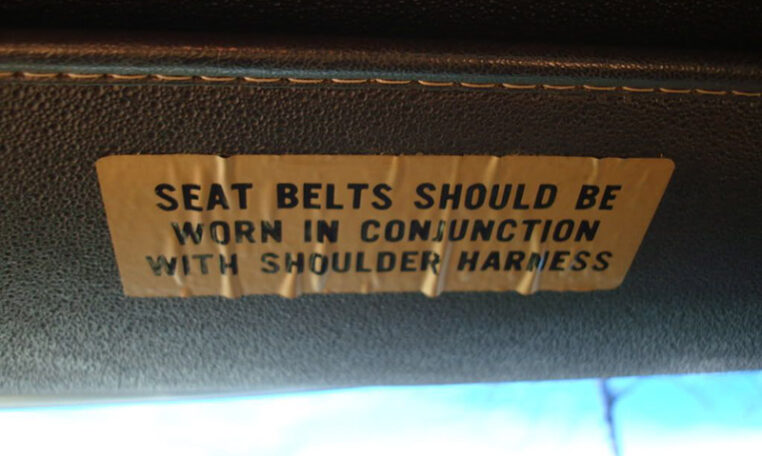 SEAT BELTS SHOULD BE
WORN IN CONJUNCTION
WITH SHOULDER HARNESS